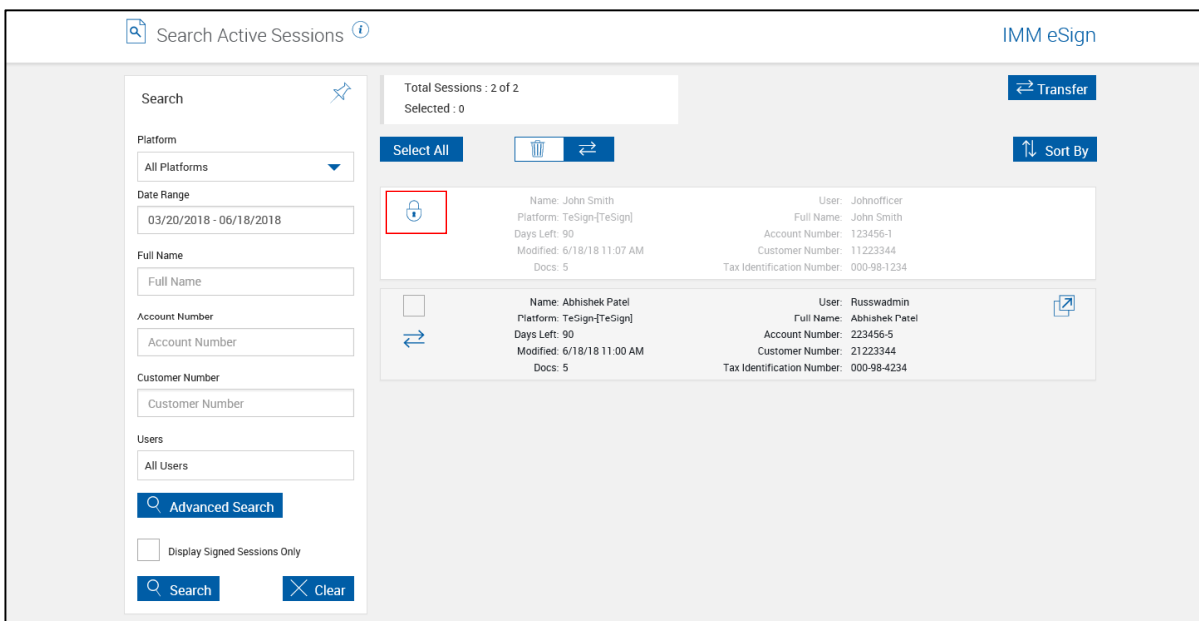 Search Active Sessions i
IMM eSign
Search
Platform
All Platforms
Date Range
03/20/2018 - 06/18/2018
Full Name
Full Name
Account Number
Account Number
Customer Number
Customer Number
Users
All Users
Advanced Search
Display Signed Sessions Only
Search Clear
Total Sessions : 2 of 2
Selected : 0
Transfer
Select All
Sort By
Name: John Smith User: Johnofficer
Platform: TeSign-[TeSign] Full Name: John Smith
Days Left: 90 Account Number: 123456-1
Modified: 6/18/18 11:07 AM Customer Number: 11223344
Docs: 5 Tax Identification Number: 000-98-1234
Name: Abhishek Patel User: Russwadmin
Platform: TeSign-[TeSign] Full Name: Abhishek Patel
Days Left: 90 Account Number: 223456-5
Modified: 6/18/18 11:00 AM Customer Number: 21223344
Docs: 5 Tax Identification Number: 000-98-4234